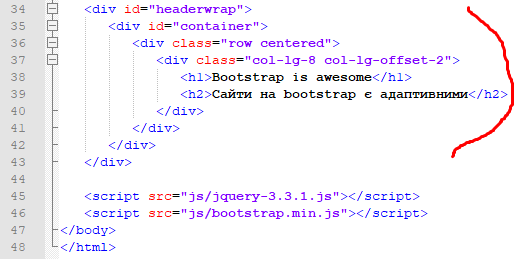 34 <div id="headerwrap">
35 <div id="container">
36 <div class="row centered">
37 <div class="col-lg-8 col-lg-offset-2">
38 <h1>Bootstrap is awesome</h1>
39 <h2>Сайти на bootstrap є адаптивними</h2>
40 </div>
41 </div>
42 </div>
43 </div>
44
45 <script src="js/jquery-3.3.1.js"></script>
46 <script src="js/bootstrap.min.js"></script>
47 </body>
48 </html>